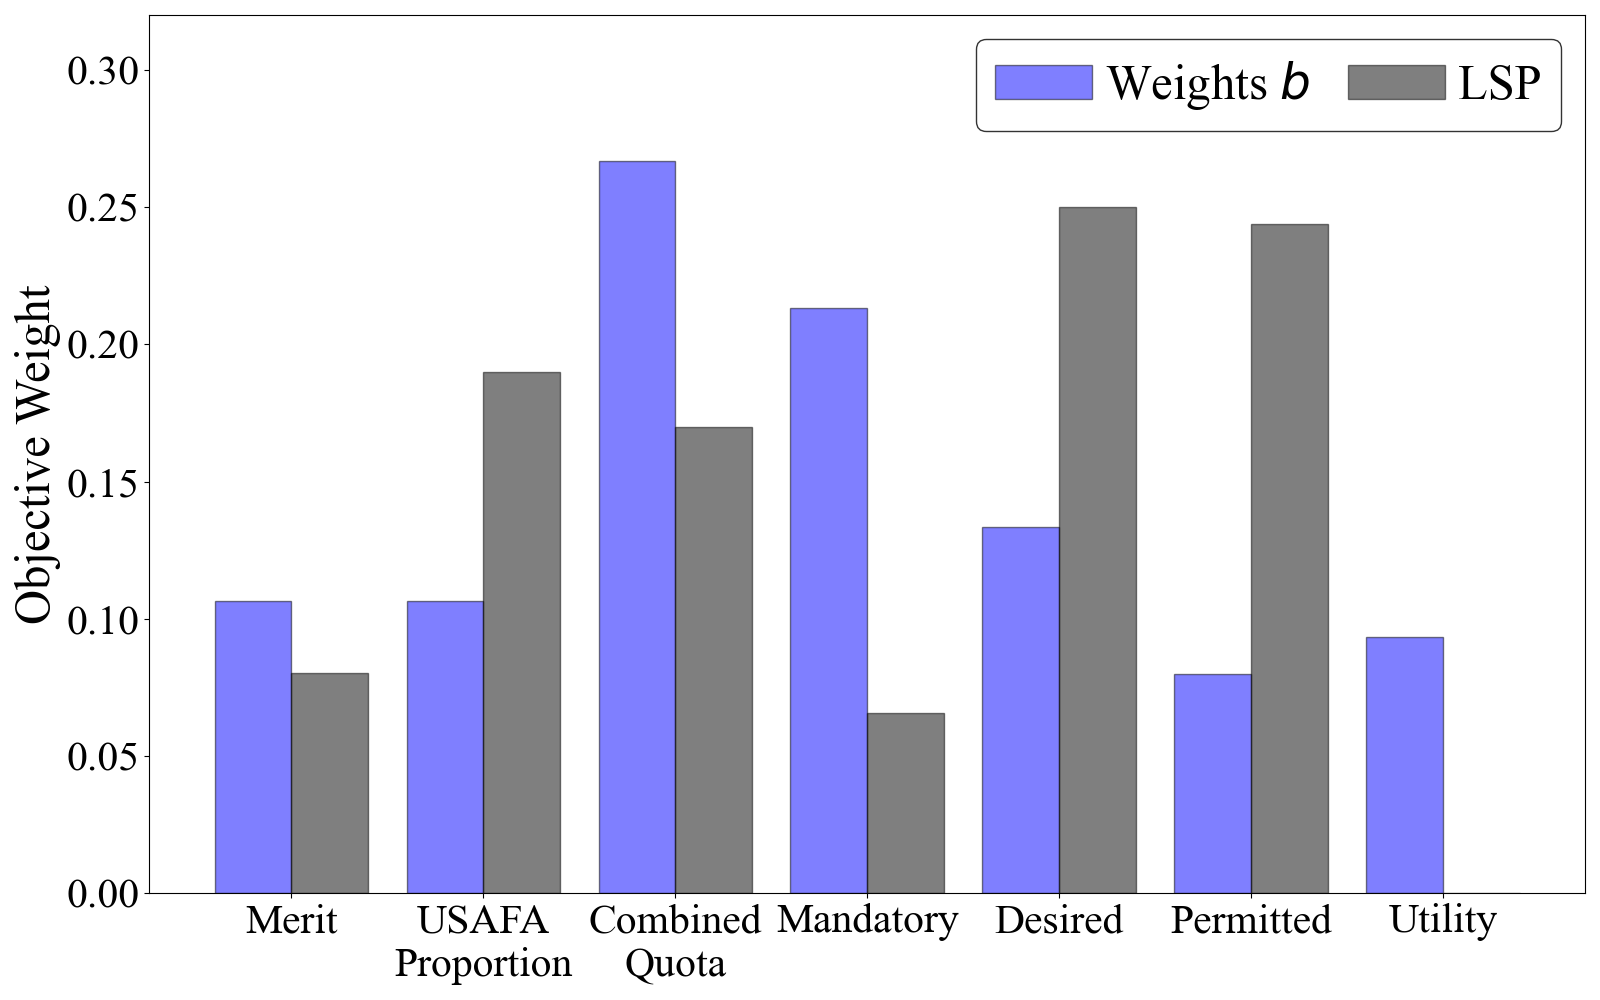 Weights b
LSP
Objective Weight
0.30
0.25
0.20
0.15
0.10
0.05
0.00
Merit
USAFA
Proportion
Combined
Quota
Mandatory
Desired
Permitted
Utility